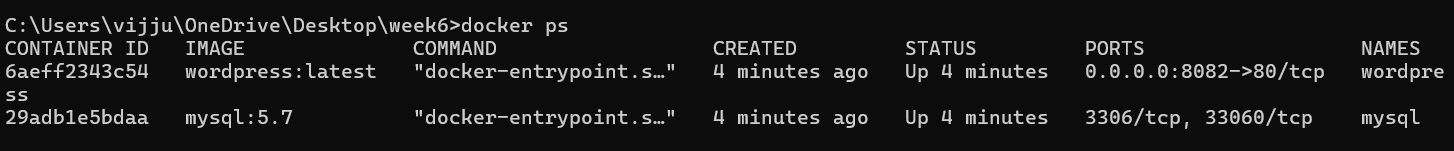 C:\Users\vijju\OneDrive\Desktop\week6>docker ps
CONTAINER ID   IMAGE              COMMAND                  CREATED         STATUS         PORTS                  NAMES
6aeff2343c54   wordpress:latest   "docker-entrypoint.s…"   4 minutes ago   Up 4 minutes   0.0.0.0:8082->80/tcp   wordpre
ss
29adb1e5bdaa   mysql:5.7          "docker-entrypoint.s…"   4 minutes ago   Up 4 minutes   3306/tcp, 33060/tcp    mysql